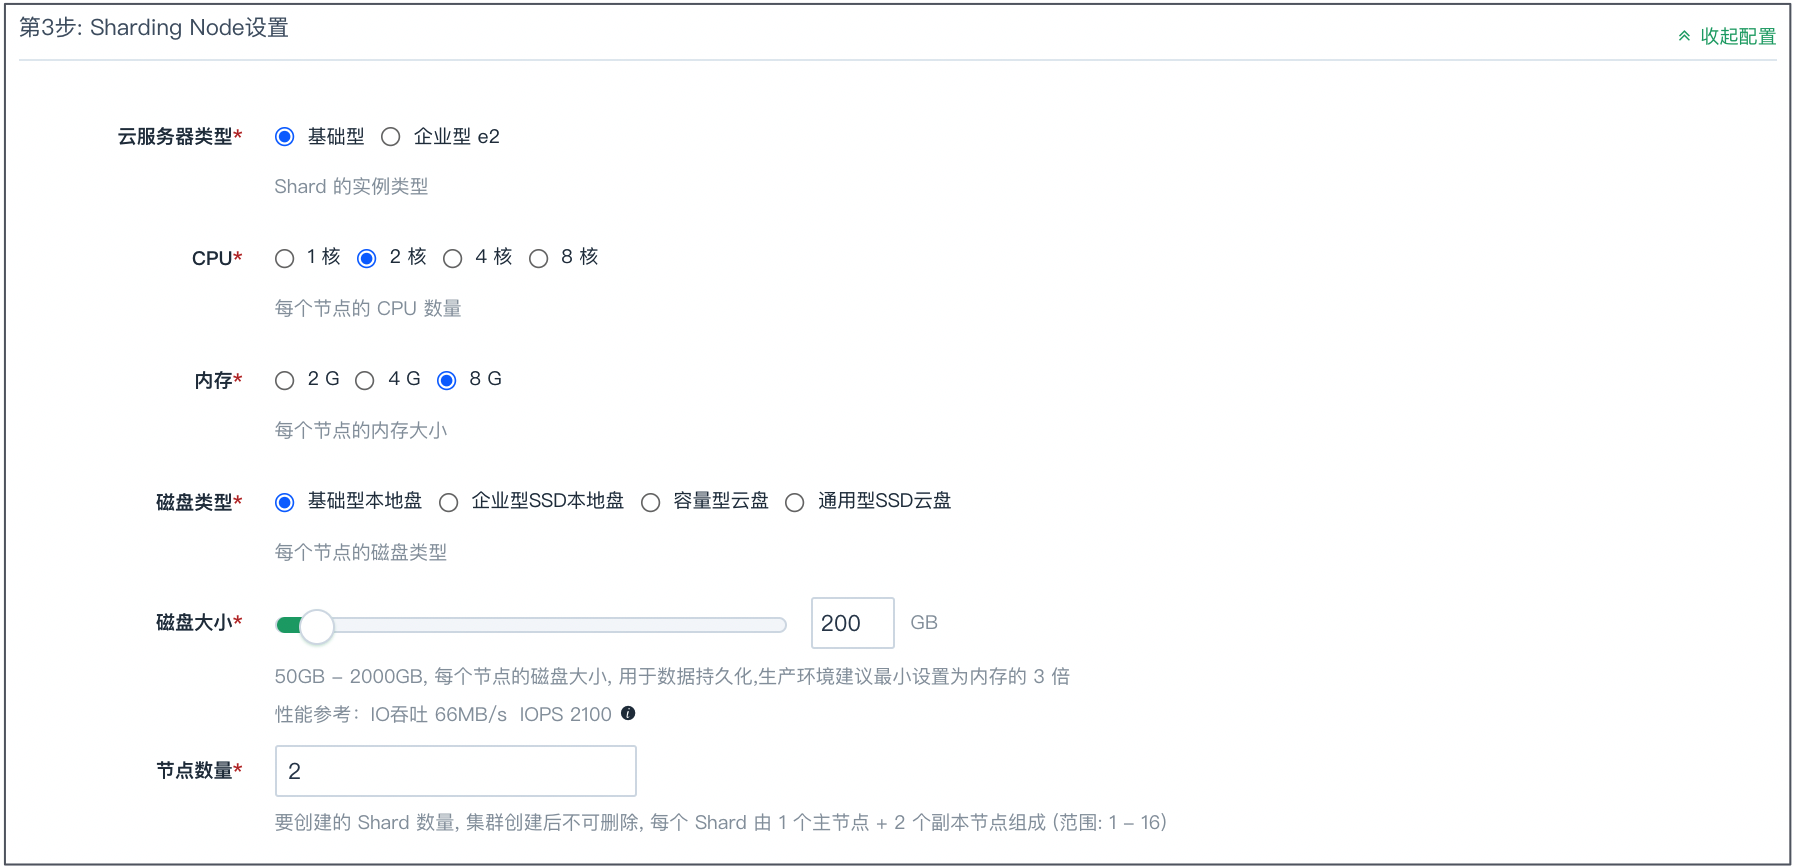 第3步: Sharding Node设置
收起配置
云服务器类型* 基础型 企业型 e2
Shard 的实例类型
CPU* 1 核 2 核 4 核 8 核
每个节点的 CPU 数量
内存* 2 G 4 G 8 G
每个节点的内存大小
磁盘类型* 基础型本地盘 企业型SSD本地盘 容量型云盘 通用型SSD云盘
每个节点的磁盘类型
磁盘大小* 200 GB
50GB – 2000GB, 每个节点的磁盘大小, 用于数据持久化,生产环境建议最小设置为内存的 3 倍
性能参考：IO吞吐 66MB/s IOPS 2100
节点数量* 2
要创建的 Shard 数量, 集群创建后不可删除, 每个 Shard 由 1 个主节点 + 2 个副本节点组成 (范围: 1 – 16)